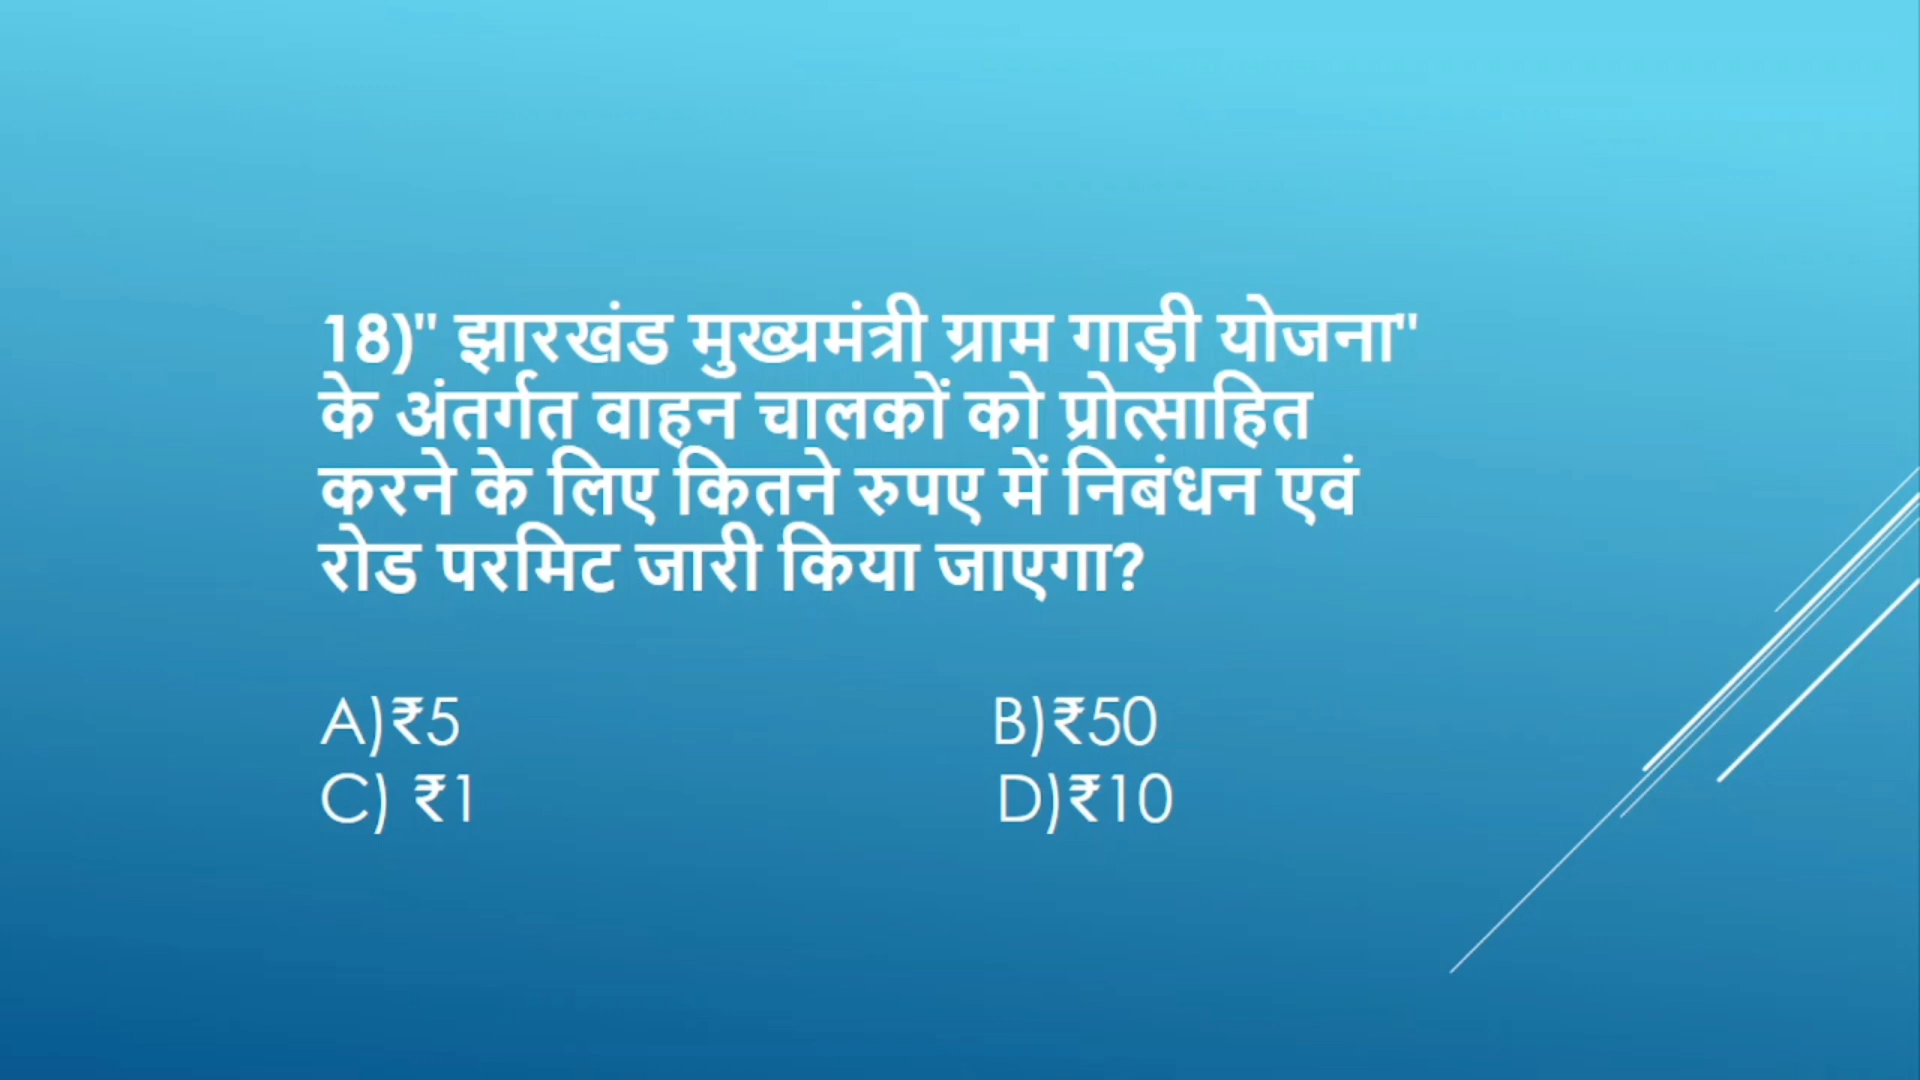 18)" झारखंड मुख्यमंत्री ग्राम गाड़ी योजना"
के अंतर्गत वाहन चालकों को प्रोत्साहित
करने के लिए कितने रुपए में निबंधन एवं
रोड परमिट जारी किया जाएगा?
A)₹5 B)₹50
C) ₹1 D)₹10